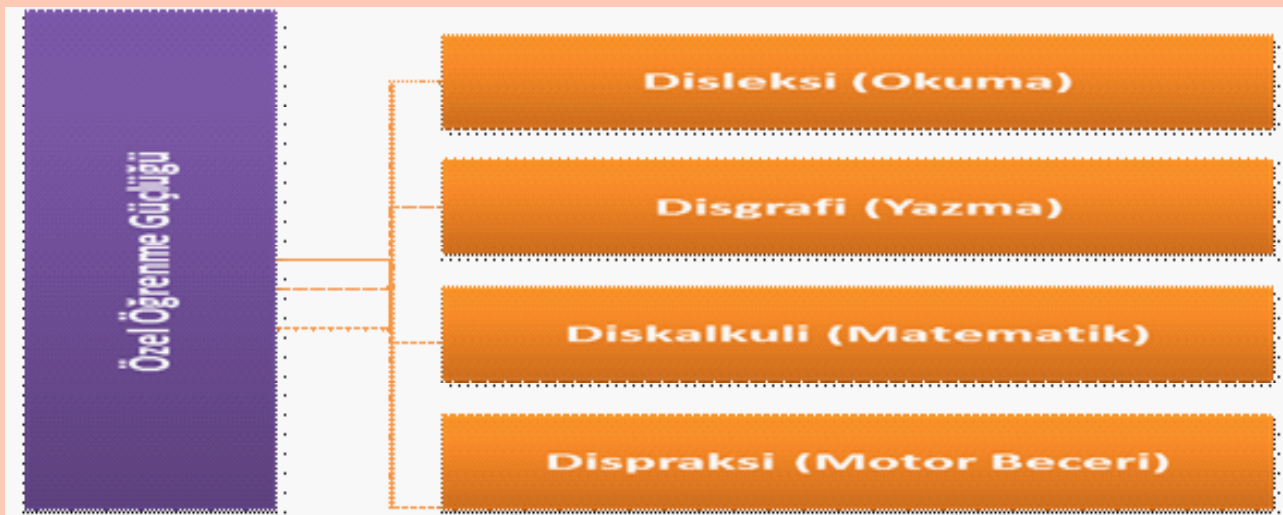 Özel Öğrenme Güçlüğü
Disleksi (Okuma)
Disgrafi (Yazma)
Diskalkuli (Matematik)
Dispraksi (Motor Beceri)